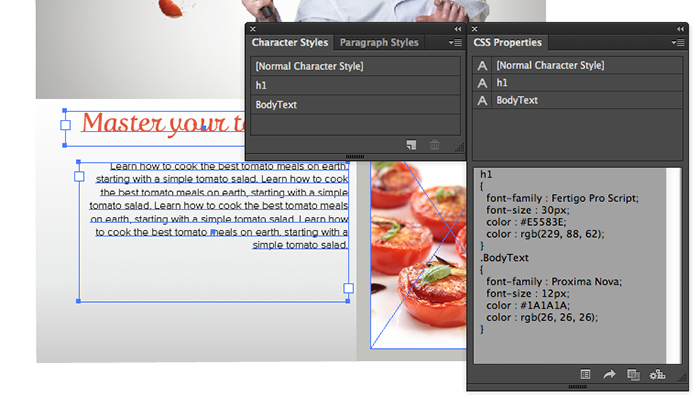 Character Styles
Paragraph Styles
[Normal Character Style]
h1
BodyText
CSS Properties
[Normal Character Style]
h1
BodyText
Master your
Learn how to cook the best tomato meals on earth,
starting with a simple tomato salad. Learn how to cook
the best tomato meals on earth, starting with a simple
tomato salad. Learn how to cook the best tomato meals
on earth, starting with a simple tomato salad. Learn how
to cook the best tomato meals on earth, starting with a
simple tomato salad.
h1
{
font-family : Fertigo Pro Script;
font-size : 30px;
color : #E5583E;
color : rgb(229, 88, 62);
}
.BodyText
{
font-family : Proxima Nova;
font-size : 12px;
color : #1A1A1A;
color : rgb(26, 26, 26);
}